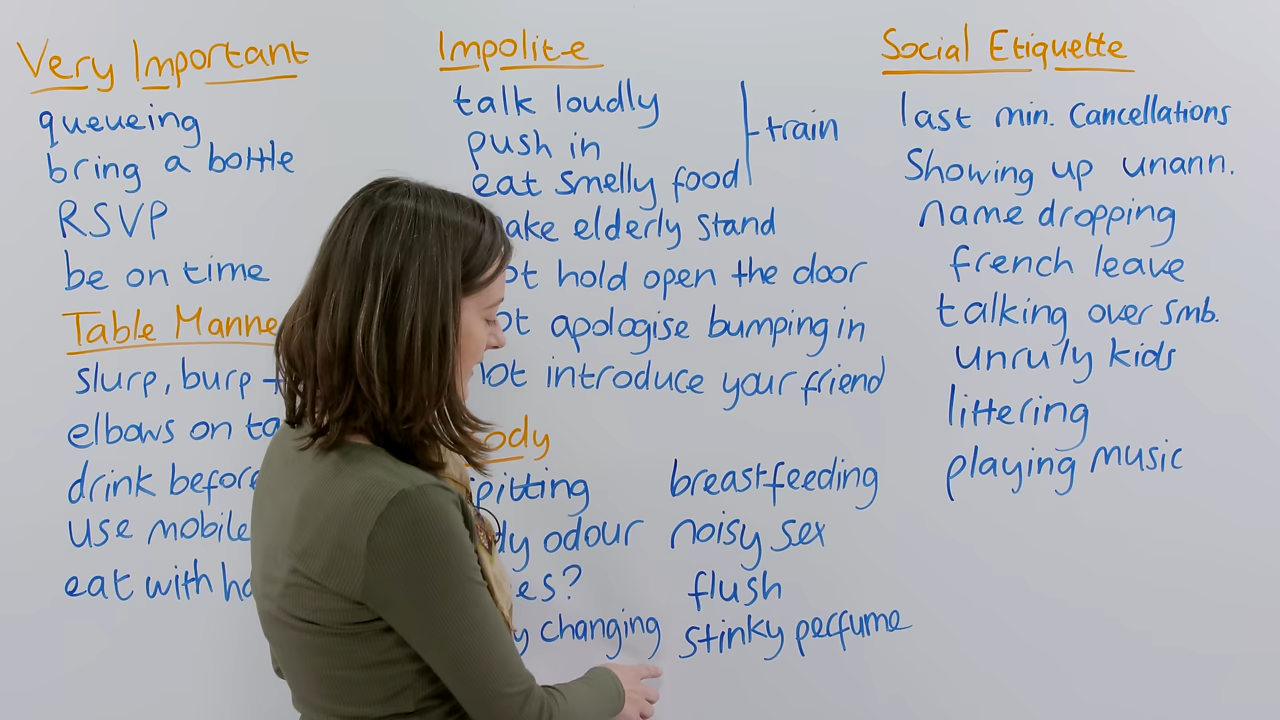 Very Important
queueing
bring a bottle
RSVP
be on time
Table Manne
slurp, burp +
elbows on ta
drink before
use mobile
eat with ha
Impolite
talk loudly
push in
eat smelly food
train
ake elderly stand
ot hold open the door
ot apologise bumping in
not introduce your friend
ody
spitting
dy odour
es?
y changing
breastfeeding
noisy sex
flush
stinky perfume
Social Etiquette
last min. cancellations
Showing up unann.
name dropping
french leave
talking over smb.
unruly kids
littering
playing music